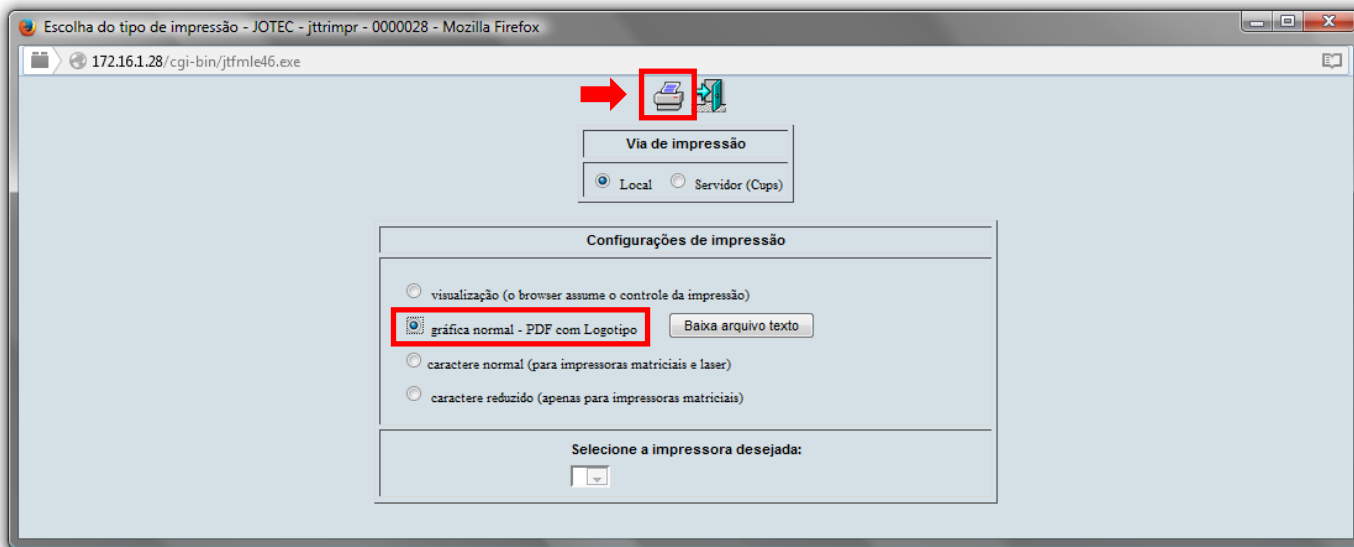 Escolha do tipo de impressão - JOTEC - jttrimpr - 0000028 - Mozilla Firefox
172.16.1.28/cgi-bin/jtfmle46.exe
Via de impressão
Local Servidor (Cups)
Configurações de impressão
visualização (o browser assume o controle da impressão)
gráfica normal - PDF com Logotipo Baixa arquivo texto
caractere normal (para impressoras matriciais e laser)
caractere reduzido (apenas para impressoras matriciais)
Selecione a impressora desejada: